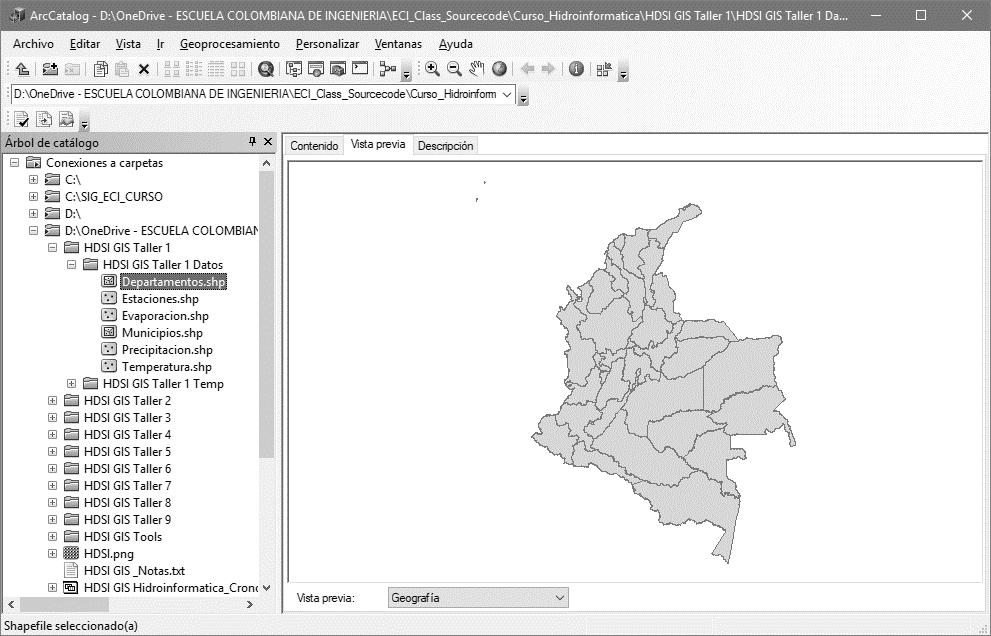 ArcCatalog - D:\OneDrive - ESCUELA COLOMBIANA DE INGENIERIA\ECI_Class_Sourcecode\Curso_Hidroinformatica\HDSI GIS Taller 1\HDSI GIS Taller 1 Da...
Archivo Editar Vista Ir Geoprocesamiento Personalizar Ventanas Ayuda
D:\OneDrive - ESCUELA COLOMBIANA DE INGENIERIA\ECI_Class_Sourcecode\Curso_Hidroinform
Árbol de catálogo
Conexiones a carpetas
C:\
C:\SIG_ECI_CURSO
D:\
D:\OneDrive - ESCUELA COLOMBIAN
HDSI GIS Taller 1
HDSI GIS Taller 1 Datos
Departamentos.shp
Estaciones.shp
Evaporacion.shp
Municipios.shp
Precipitacion.shp
Temperatura.shp
HDSI GIS Taller 1 Temp
HDSI GIS Taller 2
HDSI GIS Taller 3
HDSI GIS Taller 4
HDSI GIS Taller 5
HDSI GIS Taller 6
HDSI GIS Taller 7
HDSI GIS Taller 8
HDSI GIS Taller 9
HDSI GIS Tools
HDSI.png
HDSI GIS _Notas.txt
HDSI GIS Hidroinformatica_Crono
Contenido Vista previa Descripción
Vista previa: Geografía
Shapefile seleccionado(a)